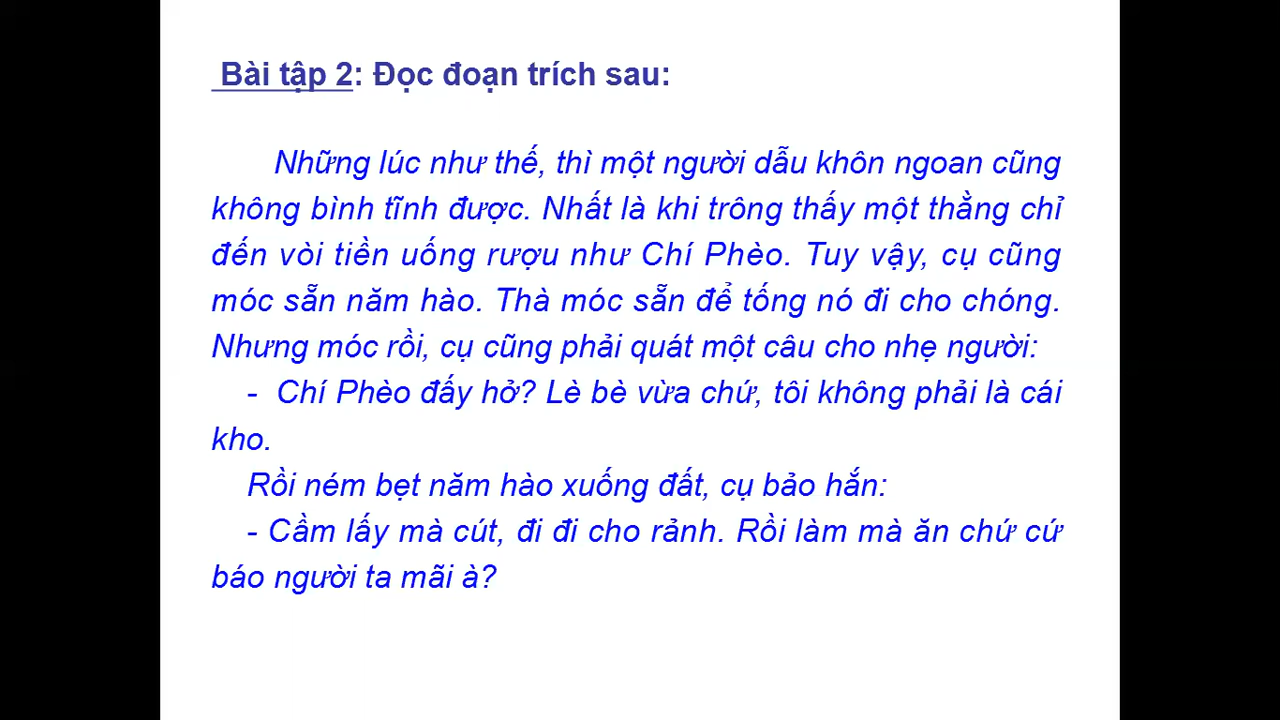 Bài tập 2: Đọc đoạn trích sau:
Những lúc như thế, thì một người dẫu khôn ngoan cũng
không bình tĩnh được. Nhất là khi trông thấy một thằng chỉ
đến vòi tiền uống rượu như Chí Phèo. Tuy vậy, cụ cũng
móc sẵn năm hào. Thà móc sẵn để tống nó đi cho chóng.
Nhưng móc rồi, cụ cũng phải quát một câu cho nhẹ người:
- Chí Phèo đấy hở? Lè bè vừa chứ, tôi không phải là cái
kho.
Rồi ném bẹt năm hào xuống đất, cụ bảo hắn:
- Cầm lấy mà cút, đi đi cho rảnh. Rồi làm mà ăn chứ cứ
báo người ta mãi à?